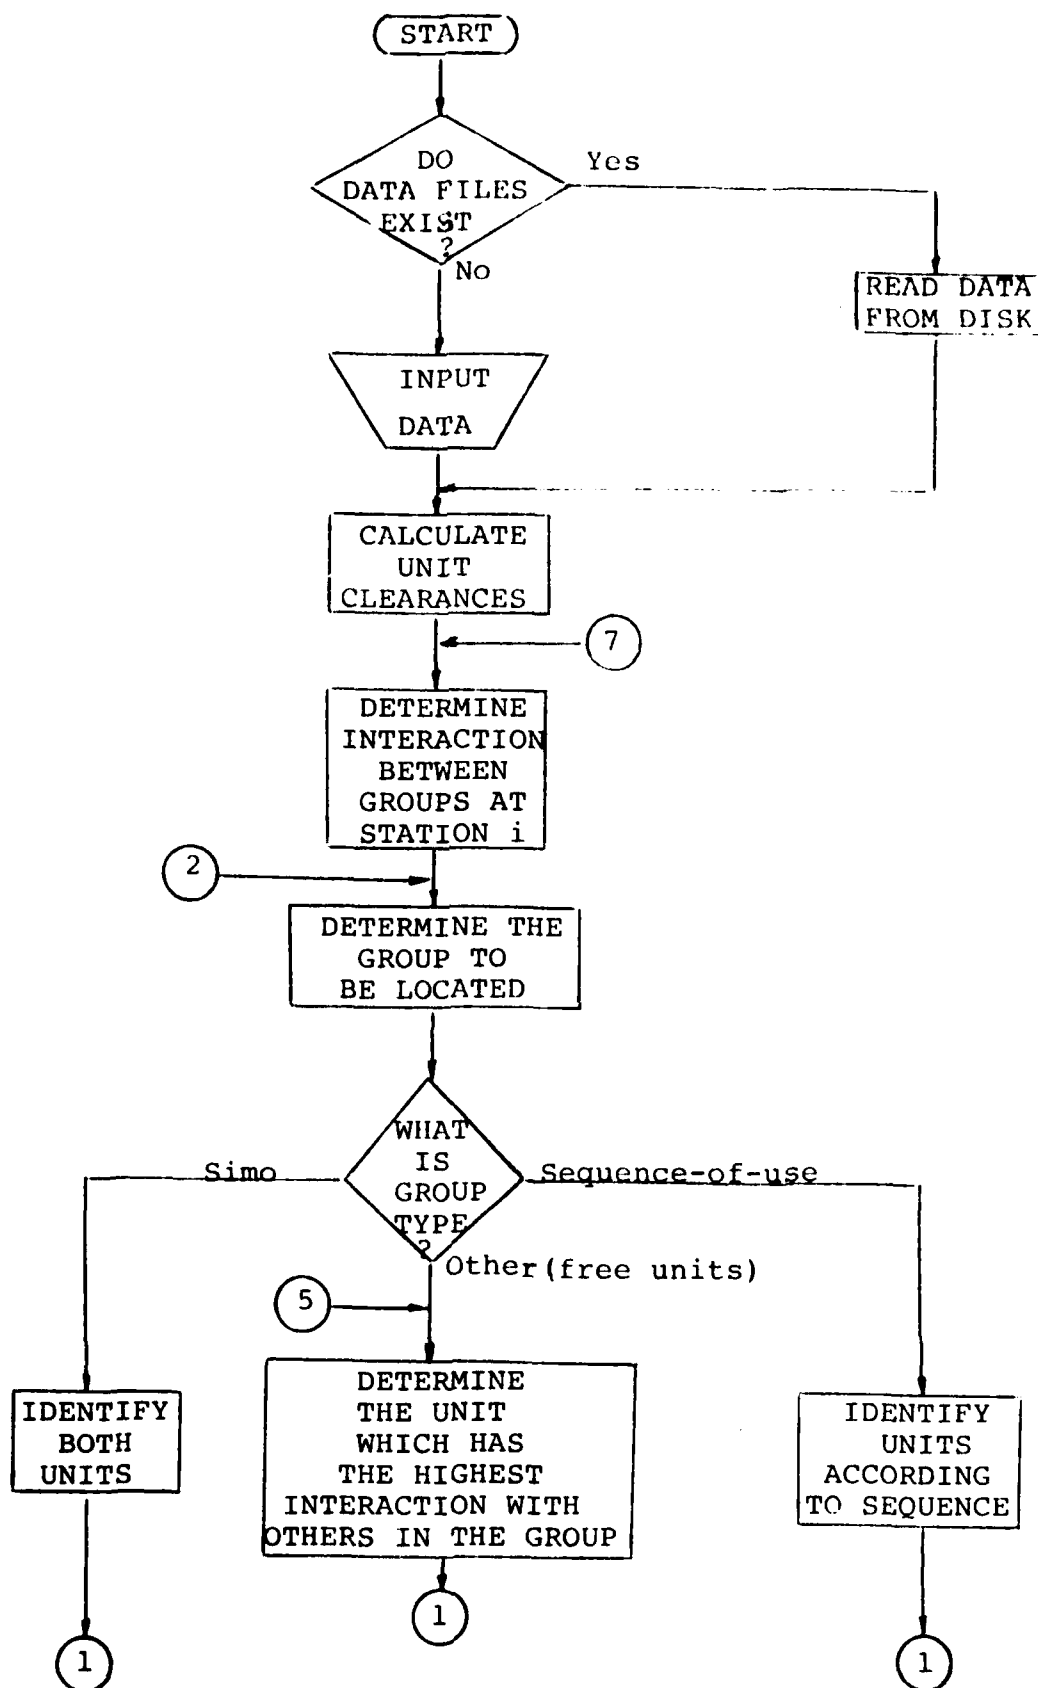 START
DO
DATA FILES
EXIST
?
Yes
No
READ DATA
FROM DISK
INPUT
DATA
CALCULATE
UNIT
CLEARANCES
7
DETERMINE
INTERACTION
BETWEEN
GROUPS AT
STATION i
2
DETERMINE THE
GROUP TO
BE LOCATED
WHAT
IS
GROUP
TYPE
?
Simo
Sequence-of-use
Other(free units)
5
IDENTIFY
BOTH
UNITS
DETERMINE
THE UNIT
WHICH HAS
THE HIGHEST
INTERACTION WITH
OTHERS IN THE GROUP
IDENTIFY
UNITS
ACCORDING
TO SEQUENCE
1
1
1